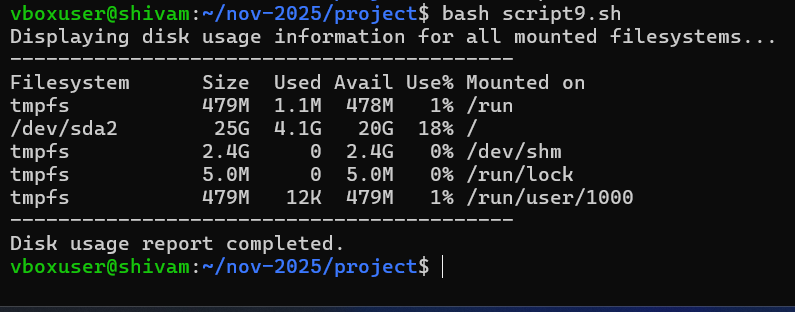 vboxuser@shivam:~/nov-2025/project$ bash script9.sh
Displaying disk usage information for all mounted filesystems...
------------------------------------------
Filesystem      Size  Used Avail Use% Mounted on
tmpfs           479M  1.1M  478M   1% /run
/dev/sda2        25G  4.1G   20G  18% /
tmpfs           2.4G     0  2.4G   0% /dev/shm
tmpfs           5.0M     0  5.0M   0% /run/lock
tmpfs           479M   12K  479M   1% /run/user/1000
------------------------------------------
Disk usage report completed.
vboxuser@shivam:~/nov-2025/project$